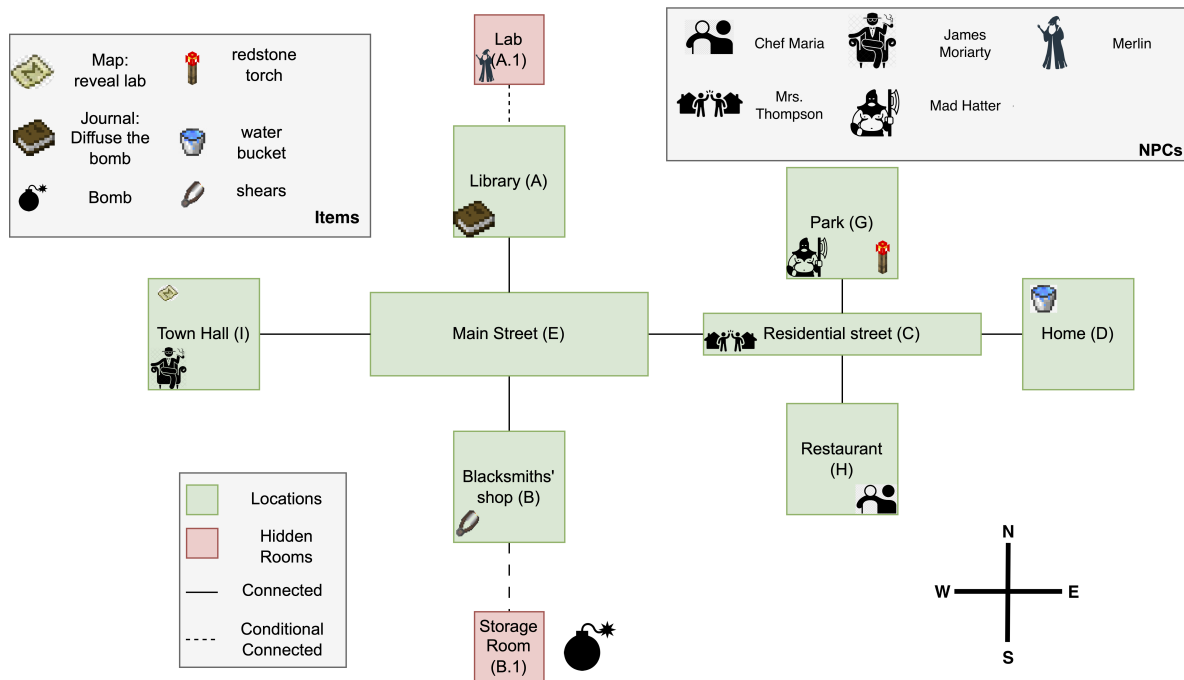 Map:
reveal lab
redstone
torch
Journal:
Diffuse the
bomb
water
bucket
Bomb
shears
Items
Lab
(A.1)
Chef Maria
James
Moriarty
Merlin
Mrs.
Thompson
Mad Hatter
NPCs
Library (A)
Park (G)
Town Hall (I)
Main Street (E)
Residential street (C)
Home (D)
Blacksmiths'
shop (B)
Restaurant
(H)
Storage
Room
(B.1)
Locations
Hidden
Rooms
Connected
Conditional
Connected
N
W
E
S